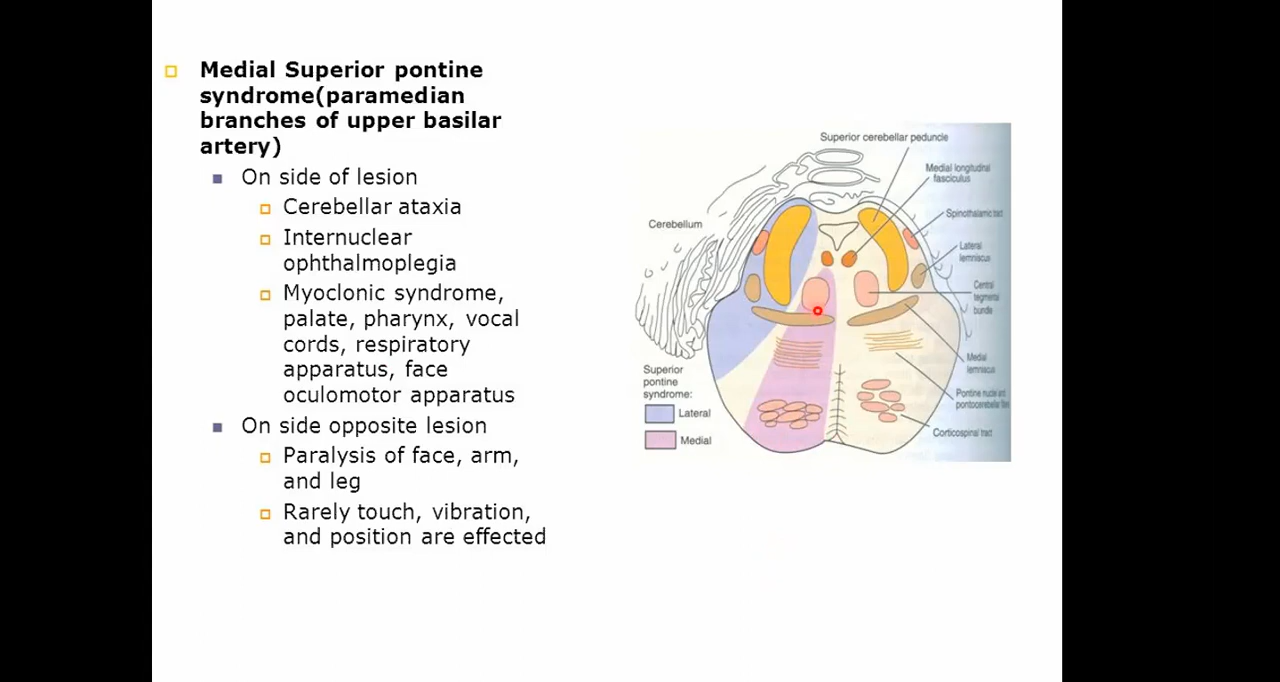 Medial Superior pontine
syndrome(paramedian
branches of upper basilar
artery)
On side of lesion
Cerebellar ataxia
Internuclear
ophthalmoplegia
Myoclonic syndrome,
palate, pharynx, vocal
cords, respiratory
apparatus, face
oculomotor apparatus
On side opposite lesion
Paralysis of face, arm,
and leg
Rarely touch, vibration,
and position are effected
Superior cerebellar peduncle
Medial longitudinal
fasciculus
Spinothalamic tract
Cerebellum
Lateral
lemniscus
Central
tegmental
bundle
Medial
lemniscus
Pontine nuclei and
pontocerebellar
Corticospinal tract
Superior
pontine
syndrome:
Lateral
Medial